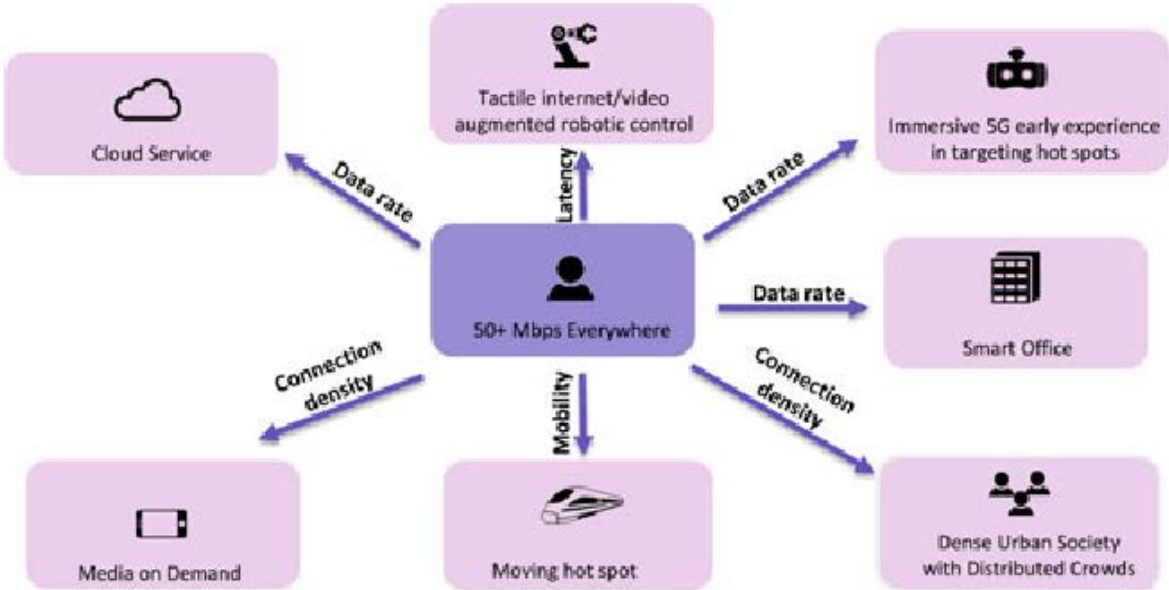 Tactile internet/video
augmented robotic control
Cloud Service
Immersive 5G early experience
in targeting hot spots
Data rate
Latency
Data rate
50+ Mbps Everywhere
Data rate
Smart Office
Connection
density
Mobility
Connection
density
Media on Demand
Moving hot spot
Dense Urban Society
with Distributed Crowds